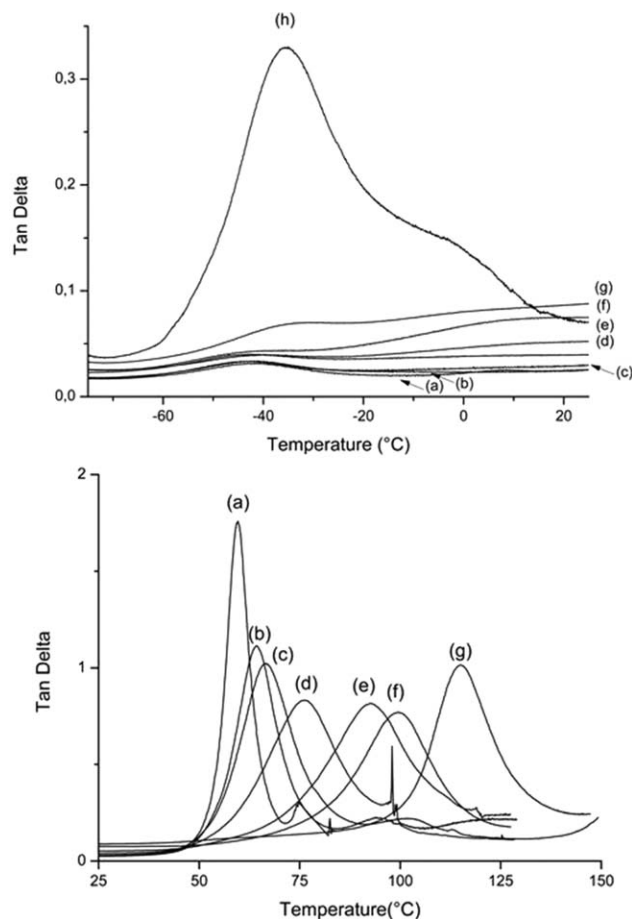 (h)
0,3
0,2
0,1
0,0
Tan Delta
(g)
(f)
(e)
(d)
(c)
(b)
(a)
-60 -40 -20 0 20
Temperature (°C)
2
1
0
Tan Delta
(a)
(b)
(c)
(d)
(e)
(f)
(g)
25 50 75 100 125 150
Temperature(°C)